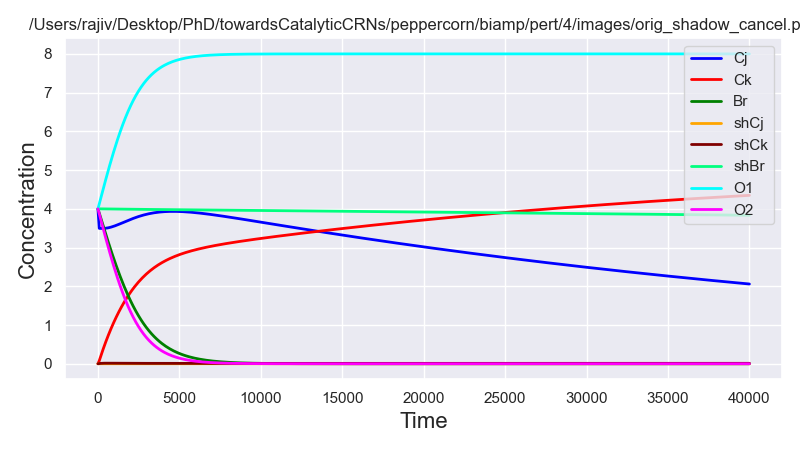 /Users/rajiv/Desktop/PhD/towardsCatalyticCRNs/peppercorn/biamp/pert/4/images/orig_shadow_cancel.p
8
7
6
5
4
3
2
1
0
Concentration
0 5000 10000 15000 20000 25000 30000 35000 40000
Time
Cj
Ck
Br
shCj
shCk
shBr
O1
O2